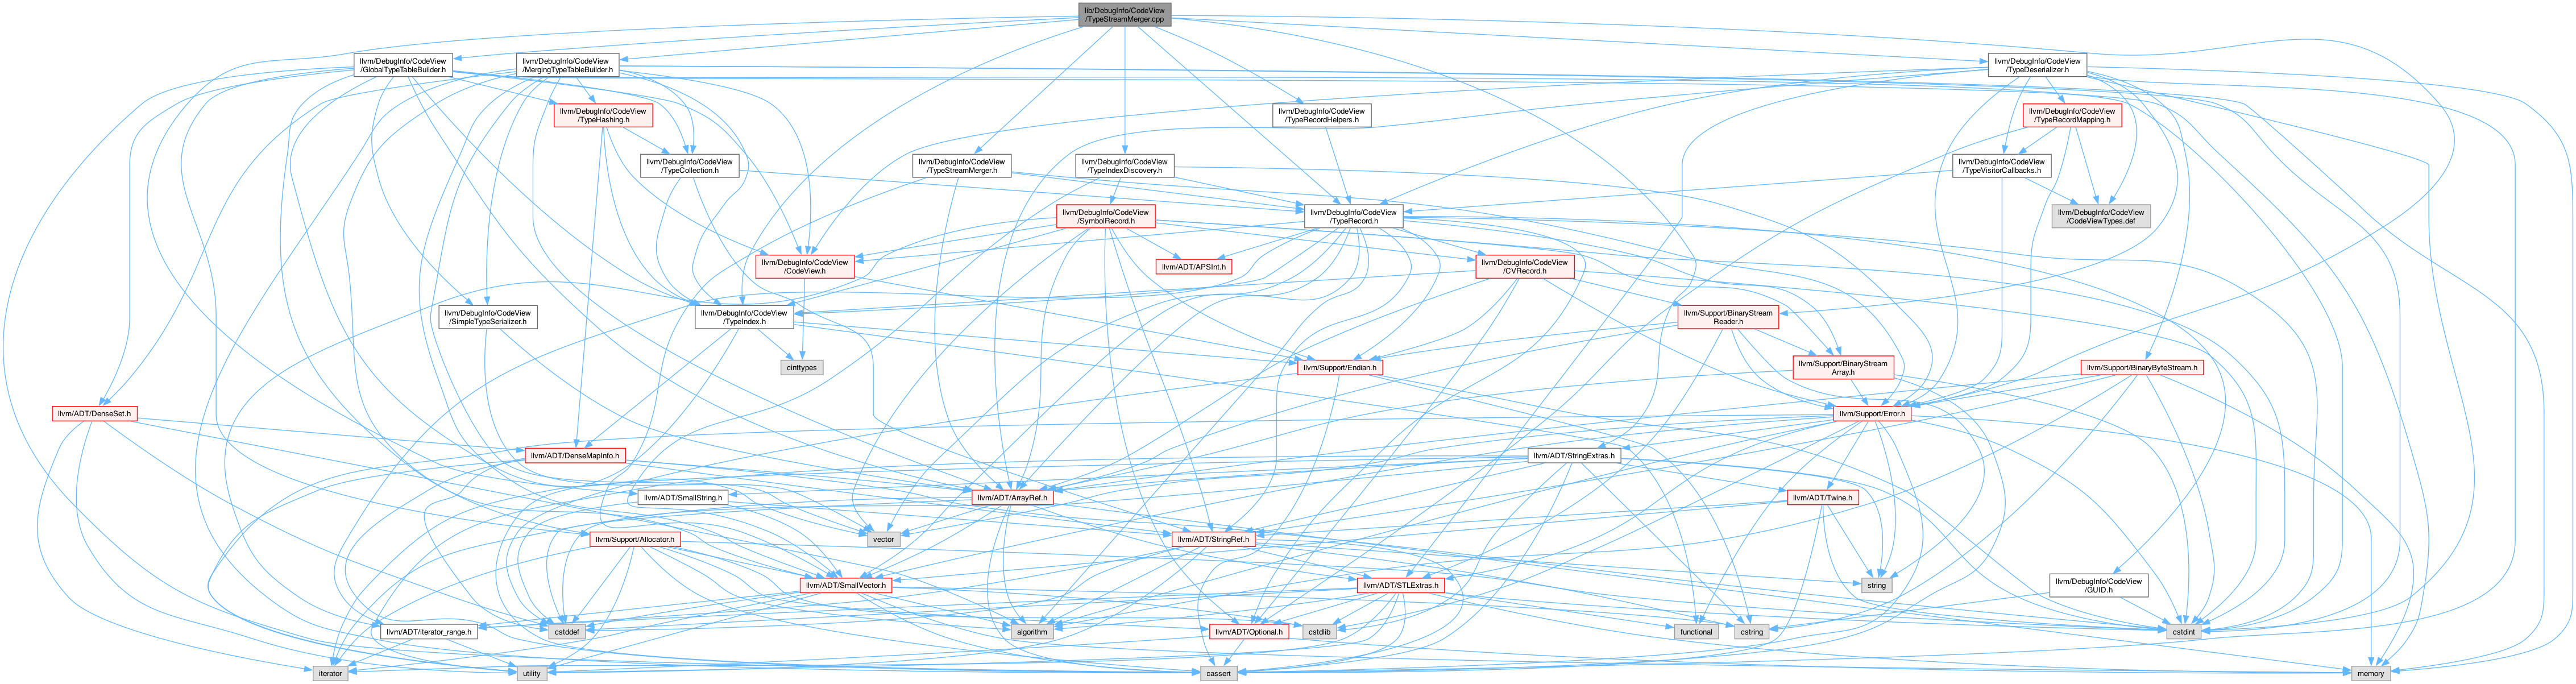 lib/DebugInfo/CodeView
/TypeStreamMerger.cpp
llvm/DebugInfo/CodeView
/GlobalTypeTableBuilder.h
llvm/DebugInfo/CodeView
/MergingTypeTableBuilder.h
llvm/DebugInfo/CodeView
/TypeDeserializer.h
llvm/DebugInfo/CodeView
/TypeHashing.h
llvm/DebugInfo/CodeView
/TypeRecordHelpers.h
llvm/DebugInfo/CodeView
/TypeRecordMapping.h
llvm/DebugInfo/CodeView
/TypeCollection.h
llvm/DebugInfo/CodeView
/TypeStreamMerger.h
llvm/DebugInfo/CodeView
/TypeIndexDiscovery.h
llvm/DebugInfo/CodeView
/TypeVisitorCallbacks.h
llvm/DebugInfo/CodeView
/SymbolRecord.h
llvm/DebugInfo/CodeView
/TypeRecord.h
llvm/DebugInfo/CodeView
/CodeViewTypes.def
llvm/DebugInfo/CodeView
/CodeView.h
llvm/ADT/APSInt.h
llvm/DebugInfo/CodeView
/CVRecord.h
llvm/DebugInfo/CodeView
/SimpleTypeSerializer.h
llvm/DebugInfo/CodeView
/TypeIndex.h
llvm/Support/BinaryStream
Reader.h
cinttypes
llvm/Support/Endian.h
llvm/Support/BinaryStream
Array.h
llvm/Support/BinaryByteStream.h
llvm/ADT/DenseSet.h
llvm/Support/Error.h
llvm/ADT/DenseMapInfo.h
llvm/ADT/StringExtras.h
llvm/ADT/SmallString.h
llvm/ADT/ArrayRef.h
llvm/ADT/Twine.h
llvm/Support/Allocator.h
vector
llvm/ADT/StringRef.h
llvm/ADT/SmallVector.h
llvm/ADT/STLExtras.h
string
llvm/DebugInfo/CodeView
/GUID.h
llvm/ADT/iterator_range.h
cstddef
algorithm
llvm/ADT/Optional.h
cstdlib
functional
cstring
cstdint
iterator
utility
cassert
memory